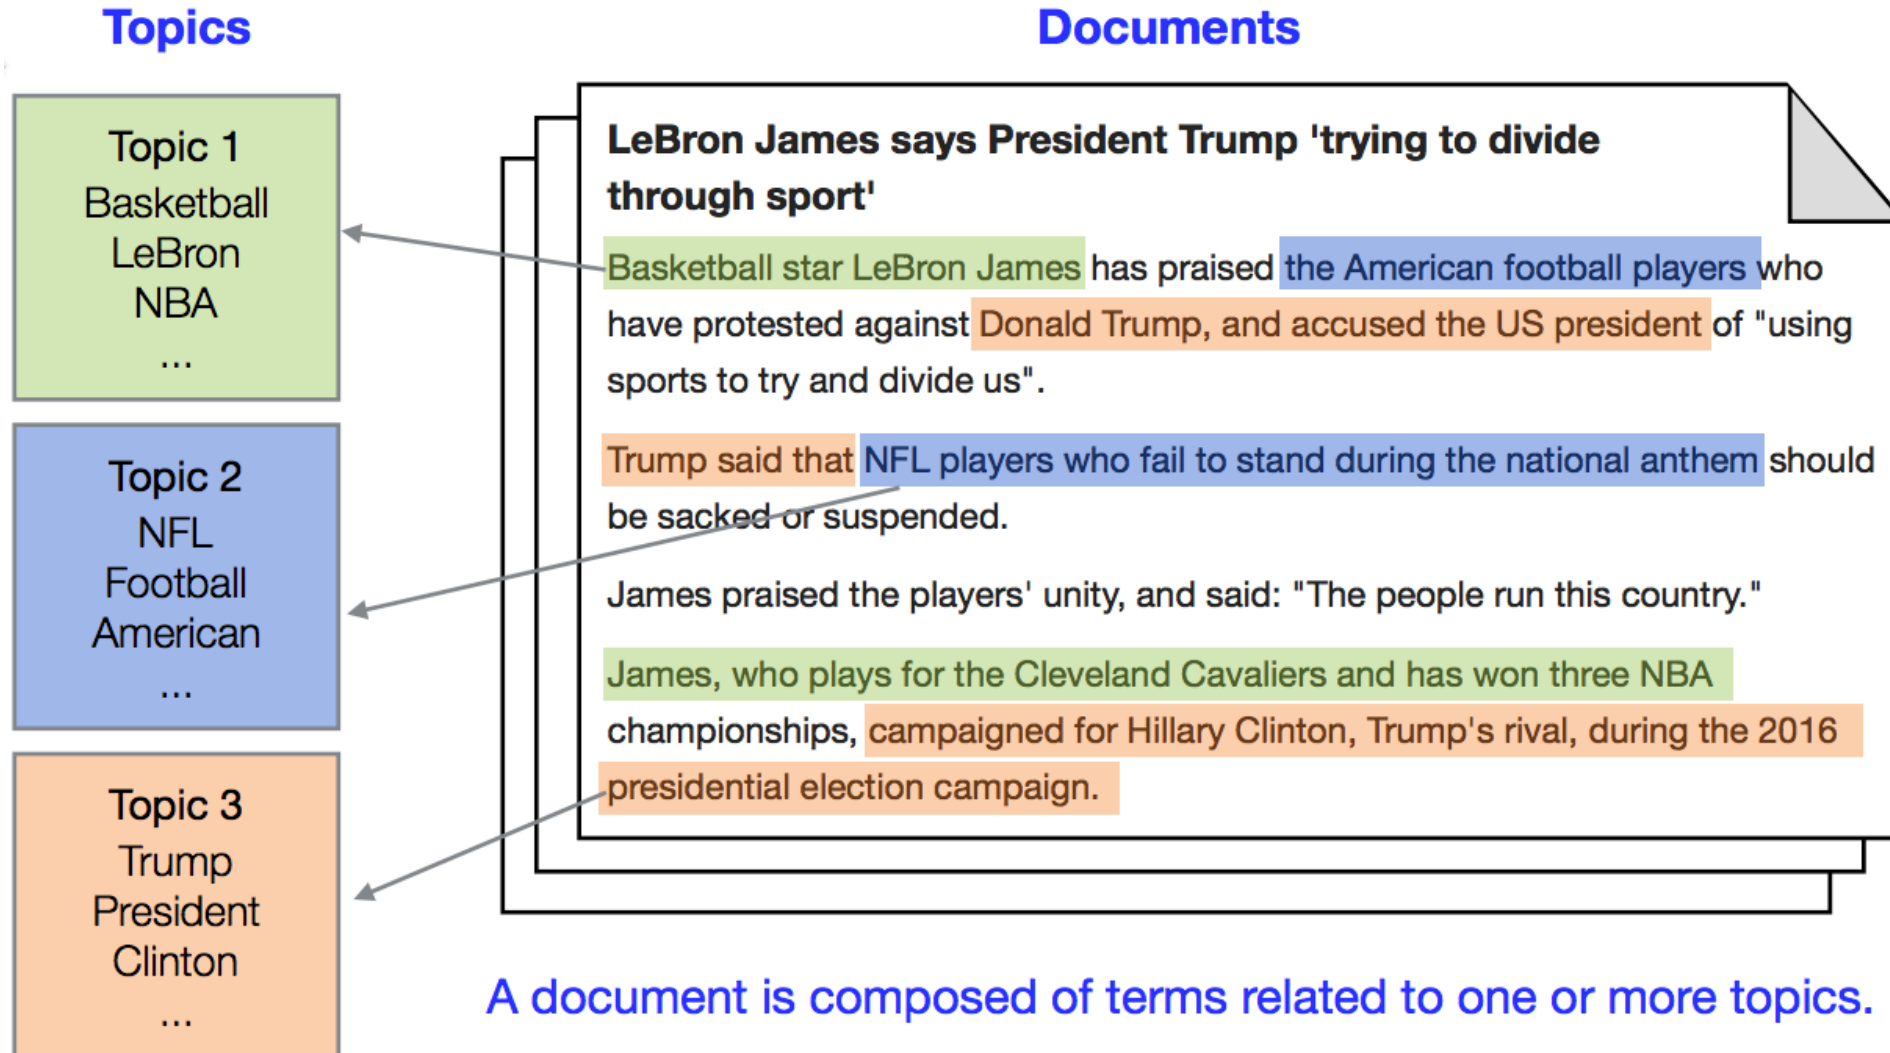 Topics
Documents
Topic 1
Basketball
LeBron
NBA
...
Topic 2
NFL
Football
American
...
Topic 3
Trump
President
Clinton
...
LeBron James says President Trump 'trying to divide
through sport'
Basketball star LeBron James has praised the American football players who
have protested against Donald Trump, and accused the US president of "using
sports to try and divide us".
Trump said that NFL players who fail to stand during the national anthem should
be sacked or suspended.
James praised the players' unity, and said: "The people run this country."
James, who plays for the Cleveland Cavaliers and has won three NBA
championships, campaigned for Hillary Clinton, Trump's rival, during the 2016
presidential election campaign.
A document is composed of terms related to one or more topics.